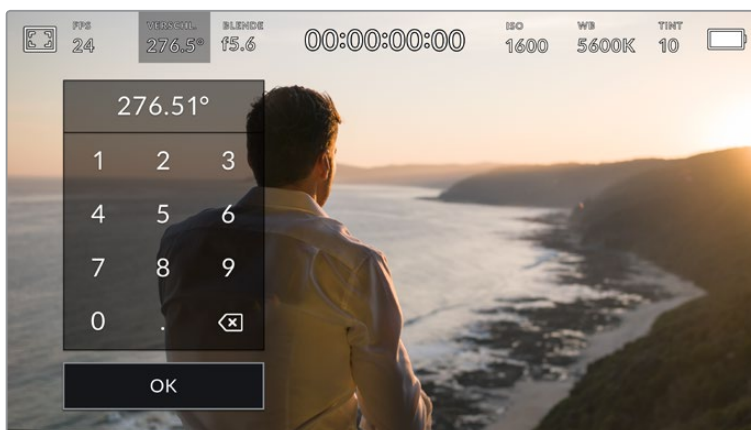 FPS VERSCHL. BLENDE ISO WB TINT
24 276.5° f5.6 00:00:00:00 1600 5600K 10
276.51°
1 2 3
4 5 6
7 8 9
0 .
OK